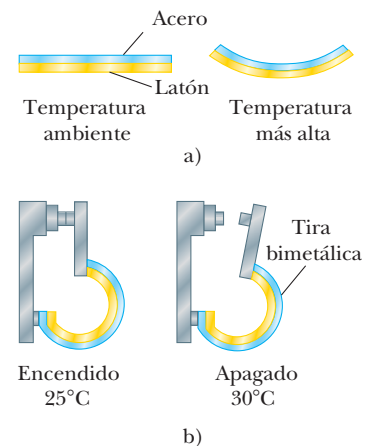 Acero
Latón
Temperatura
ambiente
Temperatura
más alta
a)
Tira
bimetálica
Encendido
25°C
Apagado
30°C
b)